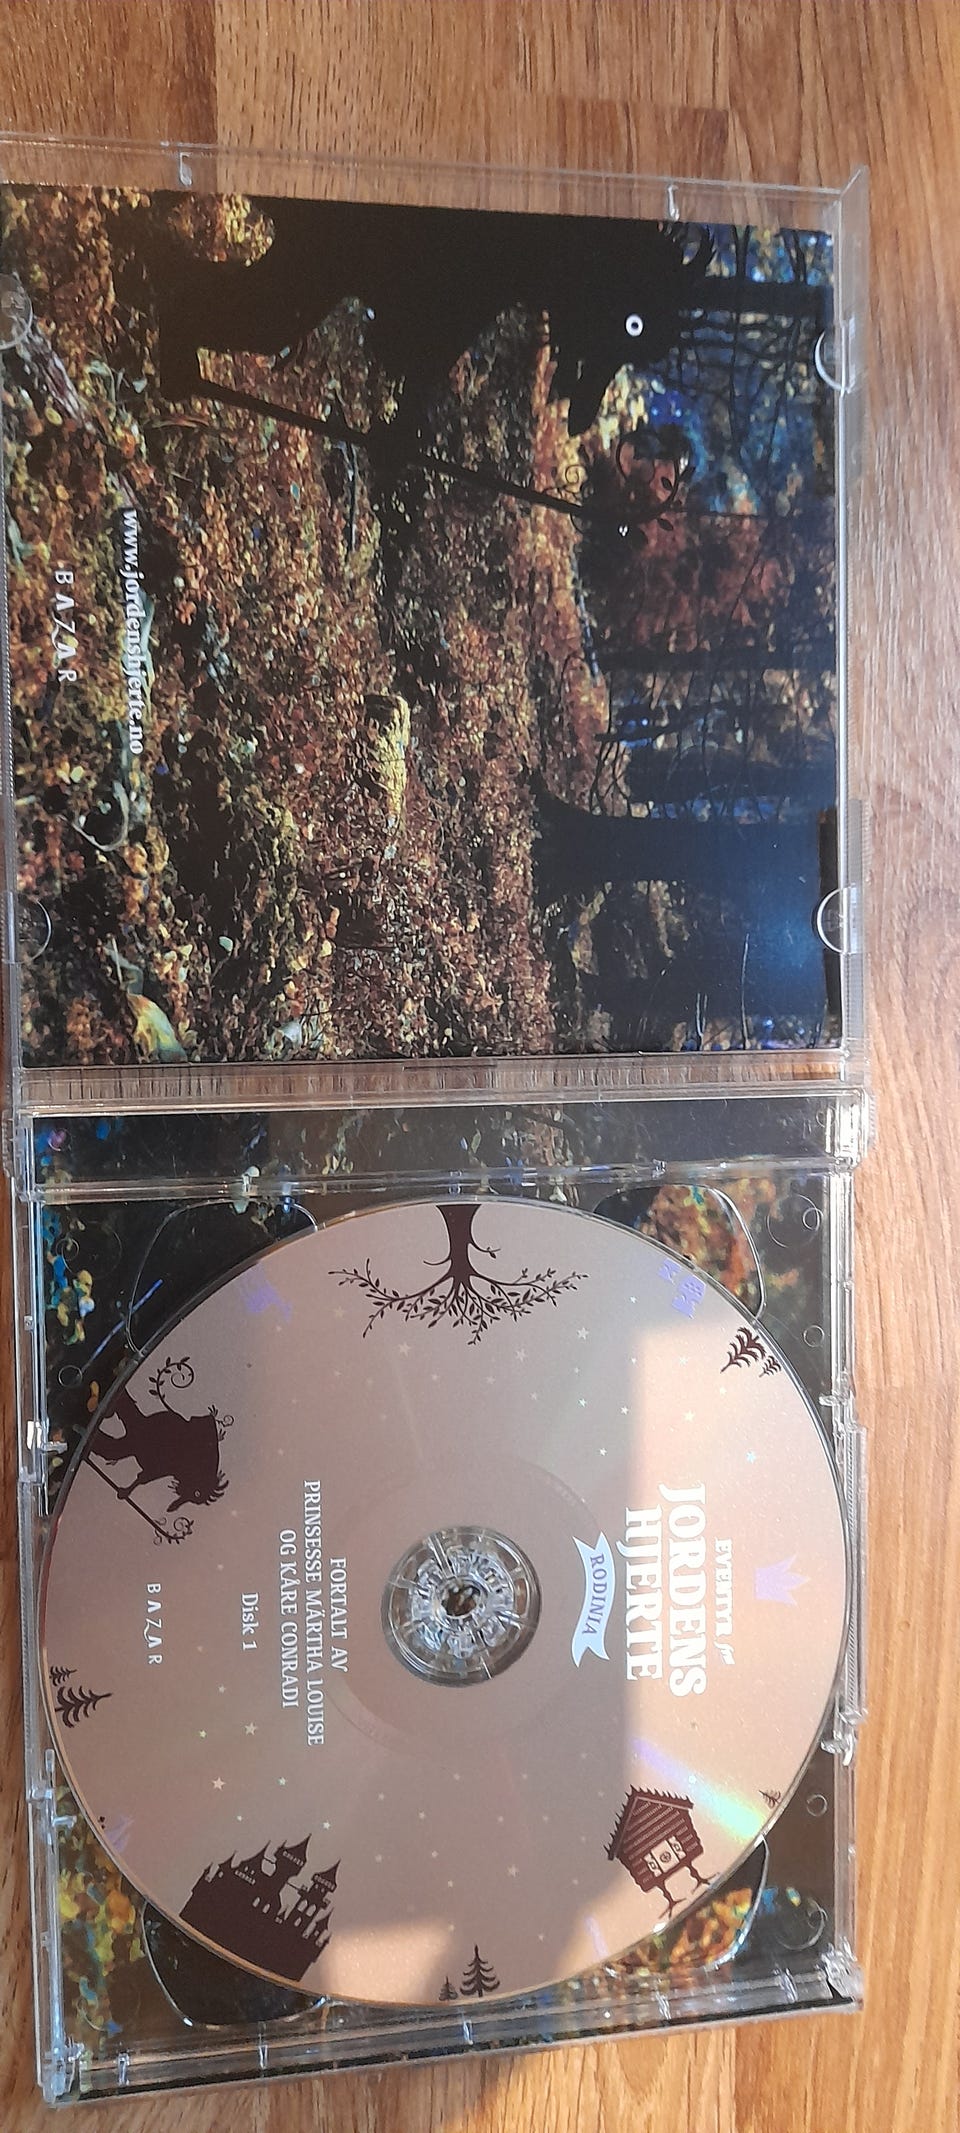 www.jordenshjerte.no
BAZAR
EVENTYR fra
JORDENS
HJERTE
RODINIA
FORTALT AV
PRINSESSE MÄRTHA LOUISE
OG KÅRE CONRADI
Disk 1
BAZAR